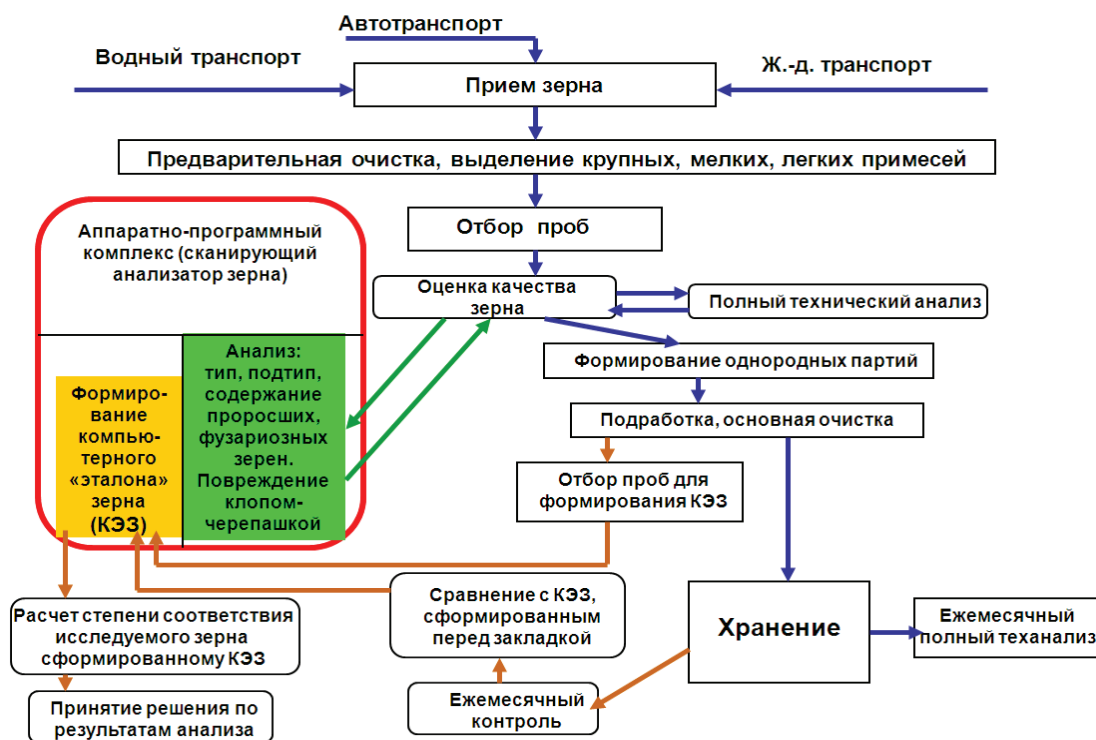 Автотранспорт
Водный транспорт
Ж.-д. транспорт
Прием зерна
Предварительная очистка, выделение крупных, мелких, легких примесей
Отбор проб
Аппаратно-программный
комплекс (сканирующий
анализатор зерна)
Оценка качества
зерна
Полный технический анализ
Анализ:
тип, подтип,
содержание
проросших,
фузариозных
зерен.
Повреждение
клопом-
черепашкой
Формиро-
вание
компью-
терного
«эталона»
зерна
(КЭЗ)
Формирование однородных партий
Подработка, основная очистка
Отбор проб для
формирования КЭЗ
Расчет степени соответствия
исследуемого зерна
сформированному КЭЗ
Сравнение с КЭЗ,
сформированным
перед закладкой
Хранение
Ежемесячный
полный теханализ
Принятие решения по
результатам анализа
Ежемесячный
контроль